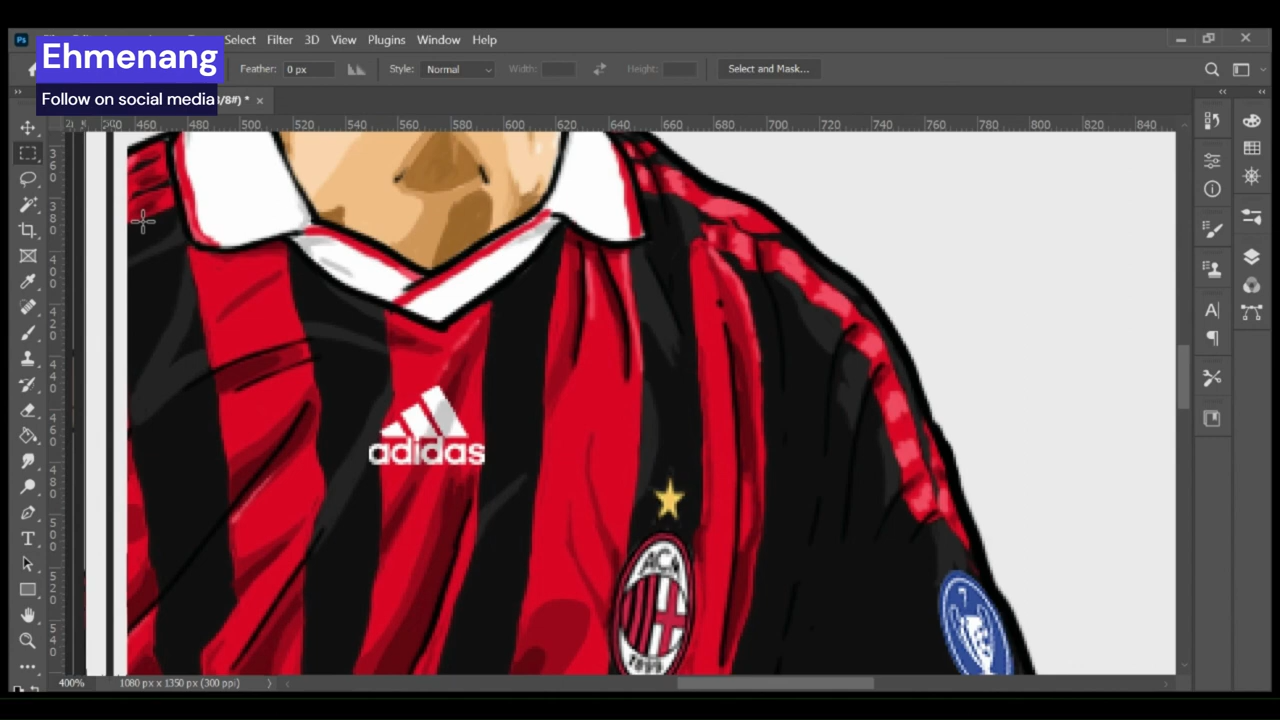 Ehmenang
Follow on social media
Select Filter 3D View Plugins Window Help
Feather: 0 px Style: Normal Width: Height: Select and Mask...
/8#) * ×
460 480 500 520 540 560 580 600 620 640 660 680 700 720 740 760 780 800 820 840
adidas
ACM
1899
7
400% 1080 px x 1350 px (300 ppi)